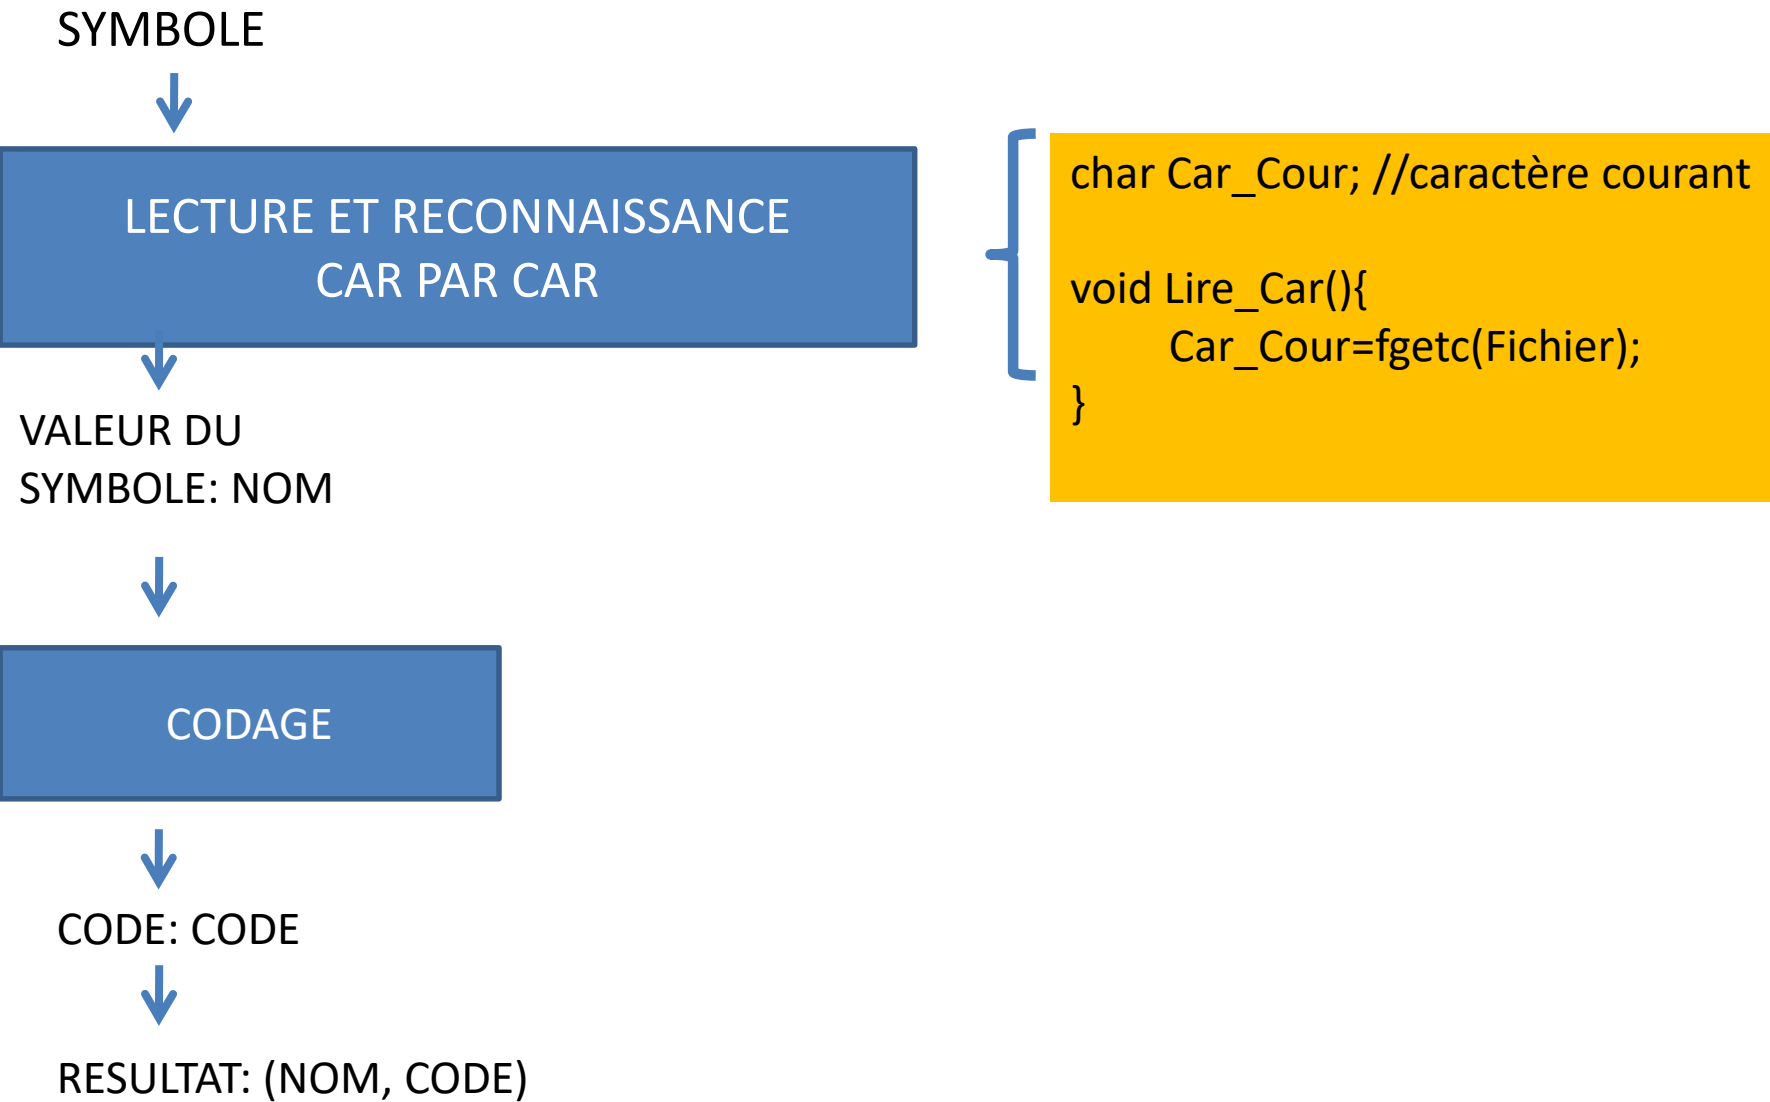 SYMBOLE
LECTURE ET RECONNAISSANCE
CAR PAR CAR
char Car_Cour; //caractère courant
void Lire_Car(){
Car_Cour=fgetc(Fichier);
}
VALEUR DU
SYMBOLE: NOM
CODAGE
CODE: CODE
RESULTAT: (NOM, CODE)